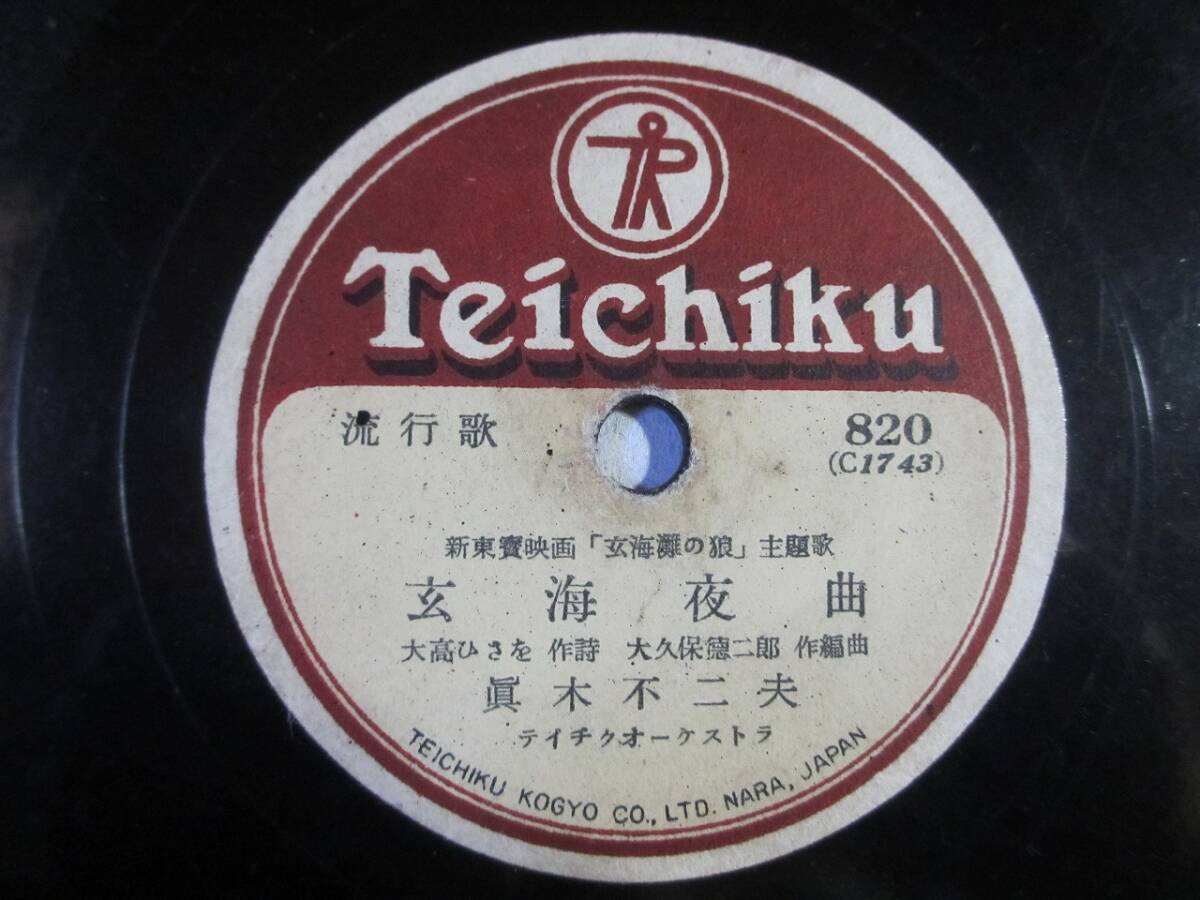 Teichiku
流行歌
820
(C1743)
新東寶映画「玄海灘の狼」主題歌
玄海夜曲
大高ひさを 作詩 大久保德二郎 作編曲
眞木不二夫
テイチクオーケストラ
TEICHIKU KOGYO CO., LTD. NARA, JAPAN